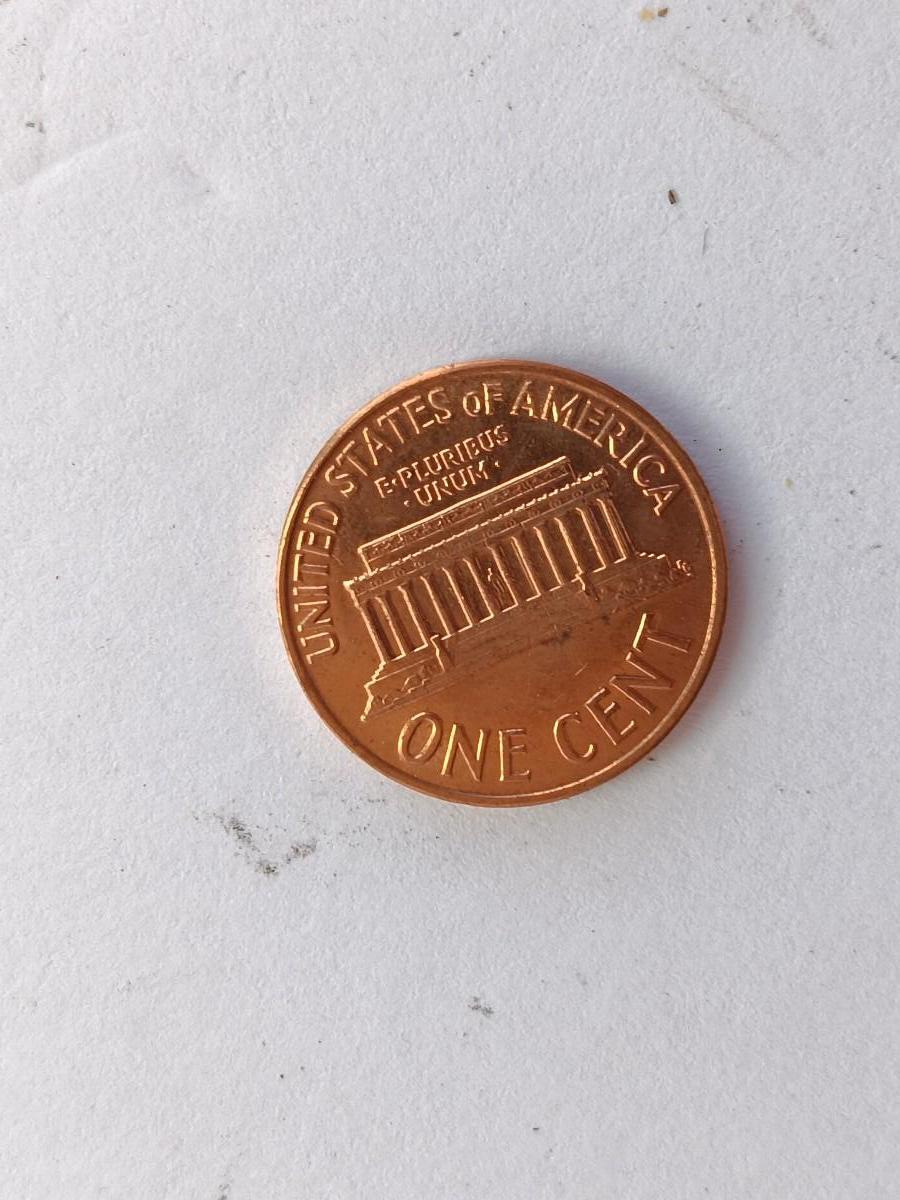 UNITED STATES OF AMERICA
E·PLURIBUS
·UNUM·
ONE CENT